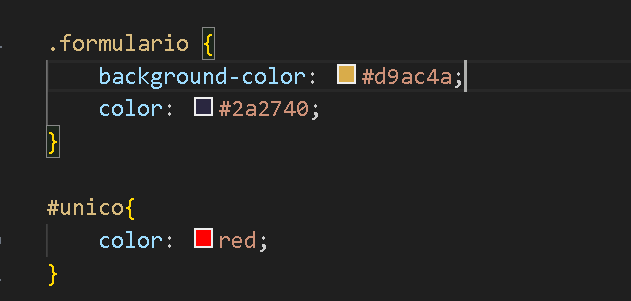 .formulario {
    background-color: #d9ac4a;
    color: #2a2740;
}
#unico{
    color: red;
}